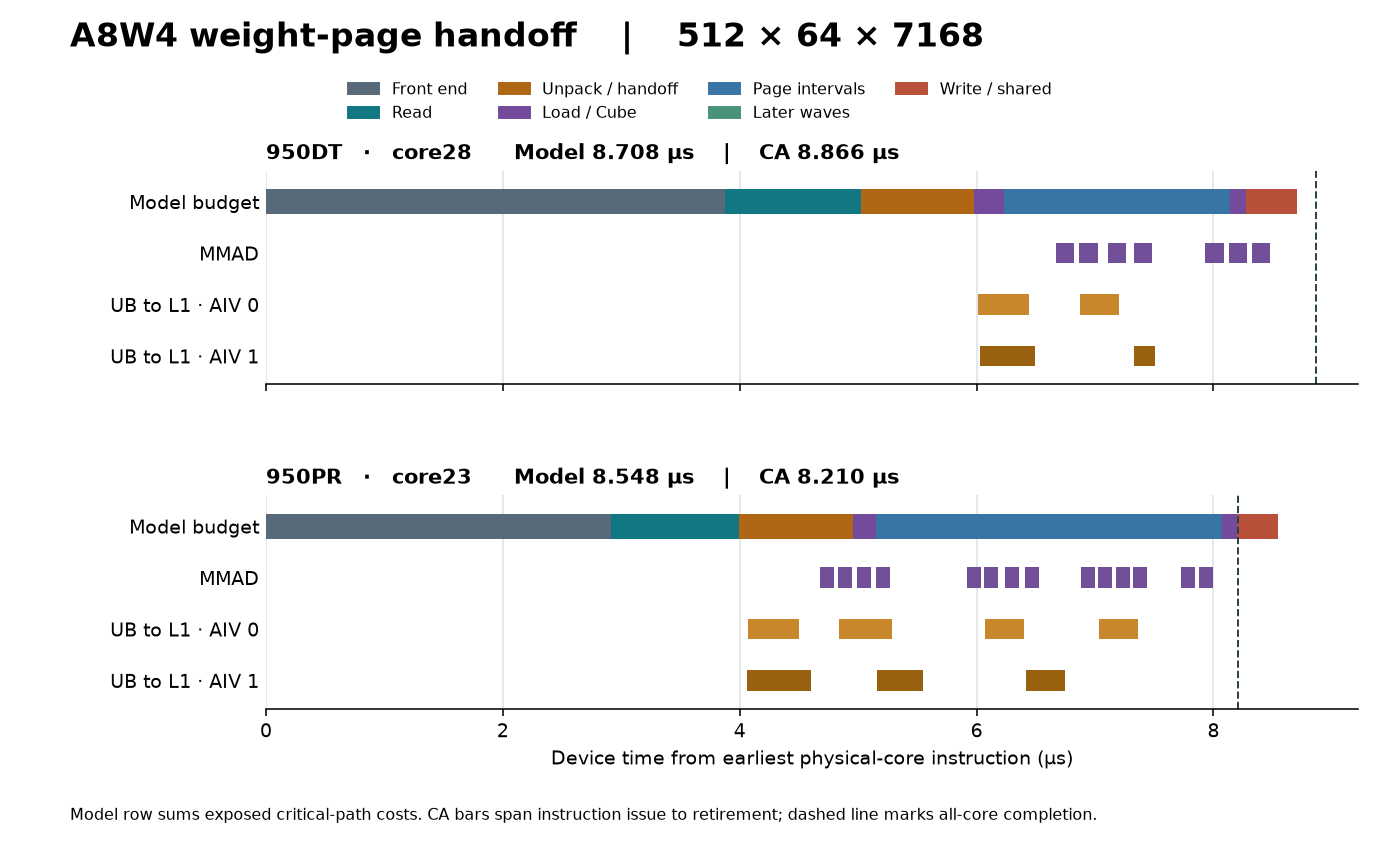 A8W4 weight-page handoff | 512 × 64 × 7168
Front end Unpack / handoff Page intervals Write / shared
Read Load / Cube Later waves
950DT · core28 Model 8.708 µs | CA 8.866 µs
Model budget
MMAD
UB to L1 · AIV 0
UB to L1 · AIV 1
950PR · core23 Model 8.548 µs | CA 8.210 µs
Model budget
MMAD
UB to L1 · AIV 0
UB to L1 · AIV 1
0 2 4 6 8
Device time from earliest physical-core instruction (µs)
Model row sums exposed critical-path costs. CA bars span instruction issue to retirement; dashed line marks all-core completion.